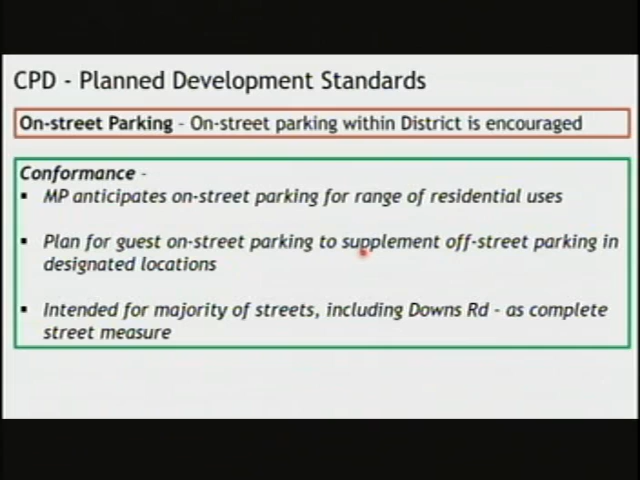 CPD - Planned Development Standards
On-street Parking - On-street parking within District is encouraged
Conformance -
▪ MP anticipates on-street parking for range of residential uses
▪ Plan for guest on-street parking to supplement off-street parking in
designated locations
▪ Intended for majority of streets, including Downs Rd - as complete
street measure